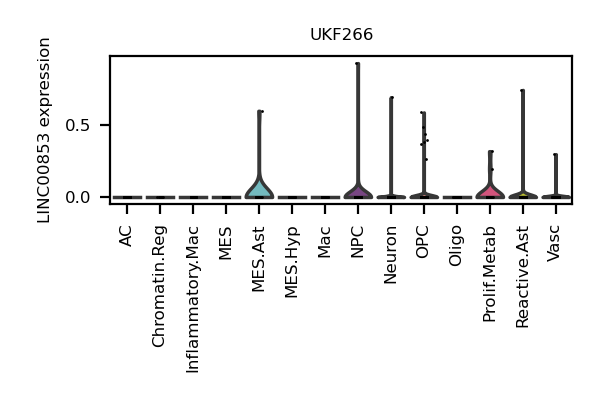 UKF266
LINC00853 expression
0.5
0.0
AC
Chromatin.Reg
Inflammatory.Mac
MES
MES.Ast
MES.Hyp
Mac
NPC
Neuron
OPC
Oligo
Prolif.Metab
Reactive.Ast
Vasc